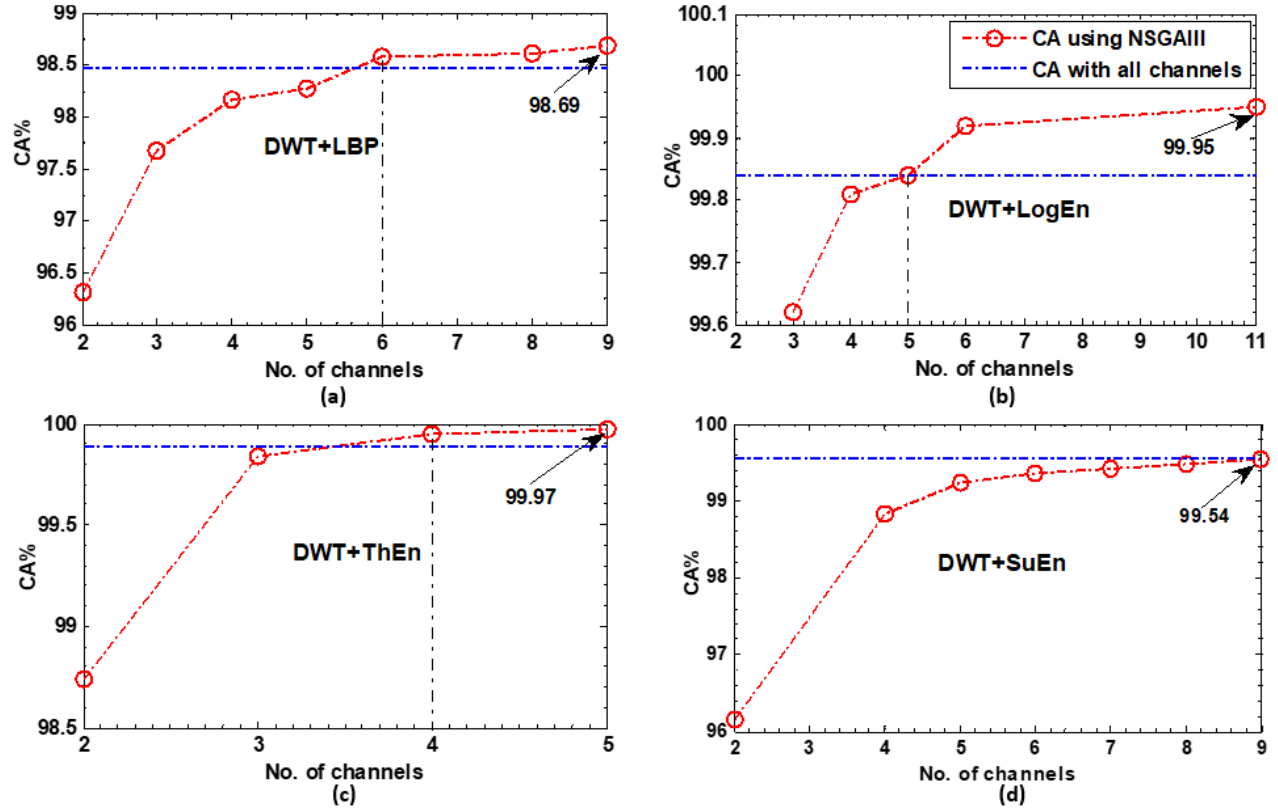 99
98.5
98
97.5
97
96.5
96
CA%
DWT+LBP
98.69
2 3 4 5 6 7 8 9
No. of channels
(a)
100.1
100
99.9
99.8
99.7
99.6
CA%
CA using NSGAIII
CA with all channels
99.95
DWT+LogEn
2 3 4 5 6 7 8 9 10 11
No. of channels
(b)
100
99.5
99
98.5
CA%
99.97
DWT+ThEn
2 3 4 5
No. of channels
(c)
100
99
98
97
96
CA%
99.54
DWT+SuEn
2 3 4 5 6 7 8 9
No. of channels
(d)